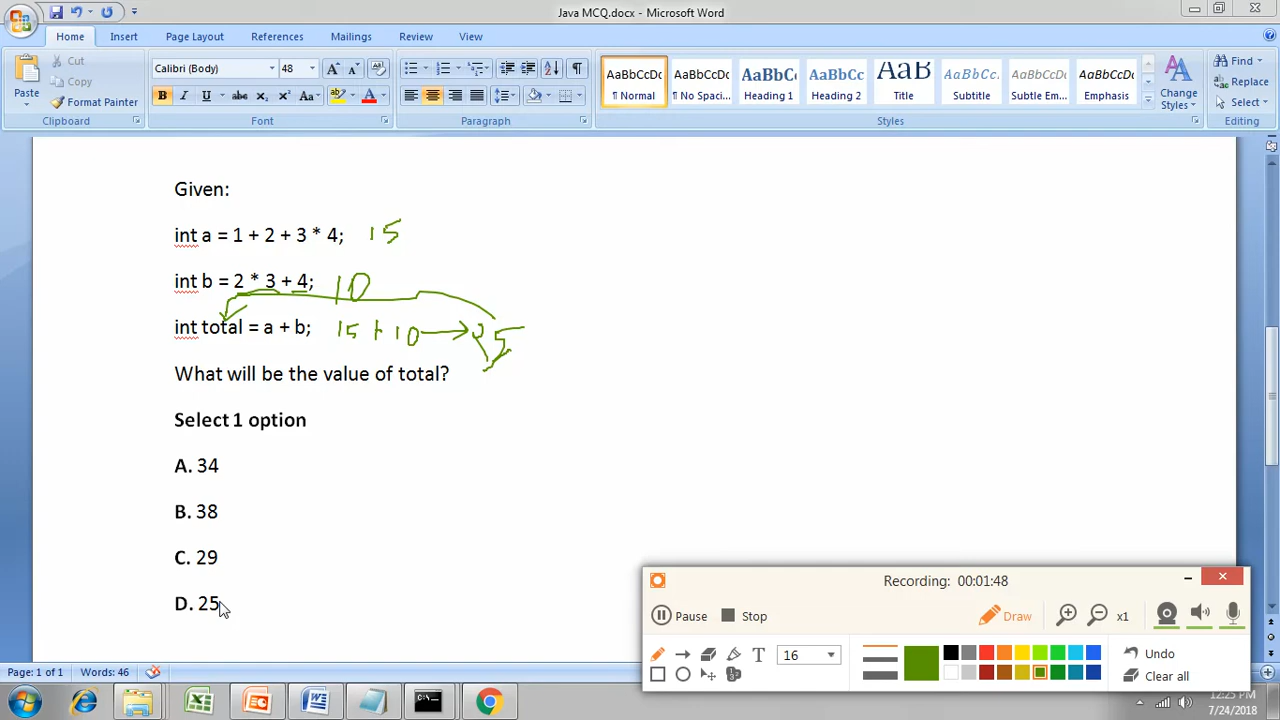 Java MCQ.docx - Microsoft Word
Home Insert Page Layout References Mailings Review View
Paste
Cut
Copy
Format Painter
Clipboard
Calibri (Body) 48
B I U abc x₂ x² Aa A
Font
Paragraph
AaBbCcDc AaBbCcDc AaBbC AaBbCc AaB AaBbCc AaBbCcDc AaBbCcDc
¶ Normal ¶ No Spaci... Heading 1 Heading 2 Title Subtitle Subtle Em... Emphasis
Change Styles
Styles
Find
Replace
Select
Editing
Given:
int a = 1 + 2 + 3 * 4; 15
int b = 2 * 3 + 4; 10
int total = a + b; 15 + 10 → 25
What will be the value of total?
Select 1 option
A. 34
B. 38
C. 29
D. 25
Recording: 00:01:48
Pause Stop Draw x1
T 16 Undo
Clear all
Page: 1 of 1 Words: 46
12:25 PM
7/24/2018